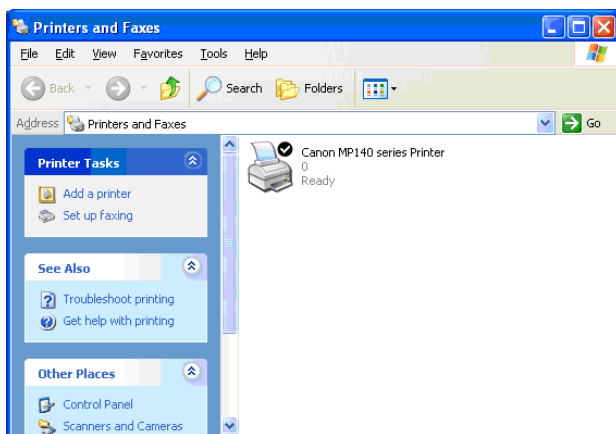 Printers and Faxes
File Edit View Favorites Tools Help
Back Search Folders
Address Printers and Faxes Go
Printer Tasks
Add a printer
Set up faxing
See Also
Troubleshoot printing
Get help with printing
Other Places
Control Panel
Scanners and Cameras
Canon MP140 series Printer
0
Ready